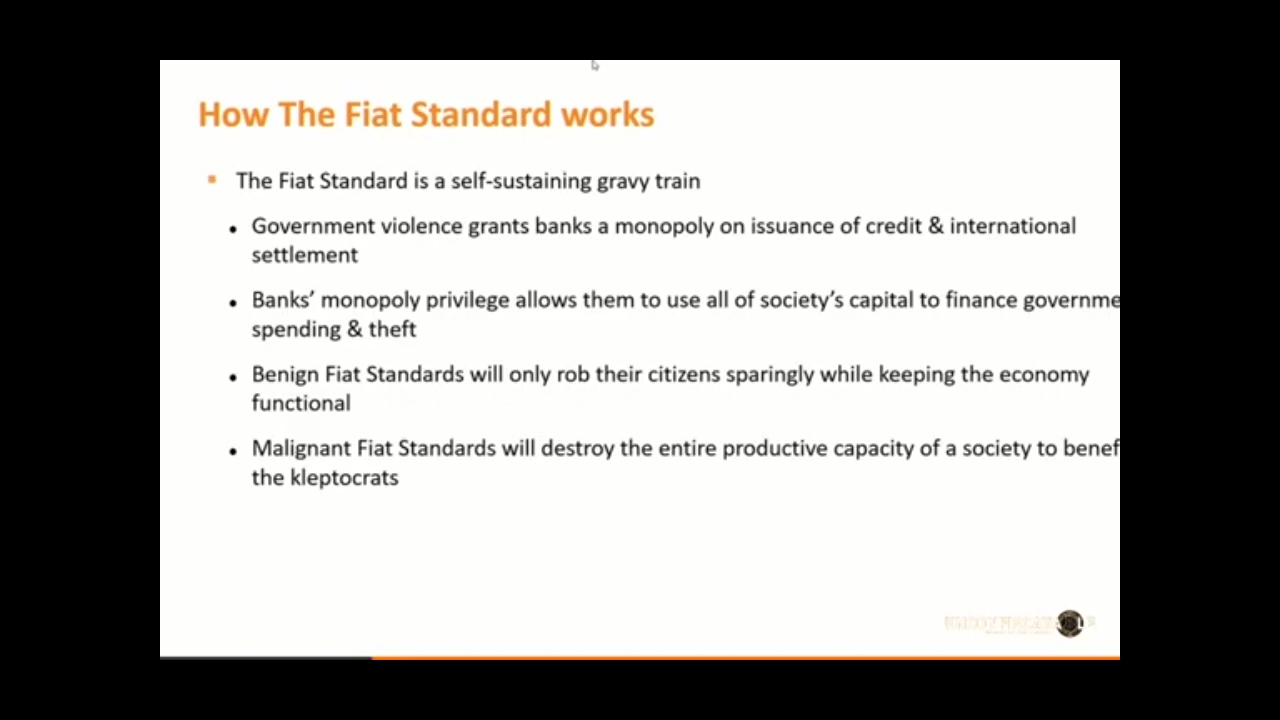 How The Fiat Standard works
The Fiat Standard is a self-sustaining gravy train
Government violence grants banks a monopoly on issuance of credit & international
settlement
Banks’ monopoly privilege allows them to use all of society’s capital to finance governme
spending & theft
Benign Fiat Standards will only rob their citizens sparingly while keeping the economy
functional
Malignant Fiat Standards will destroy the entire productive capacity of a society to benef
the kleptocrats